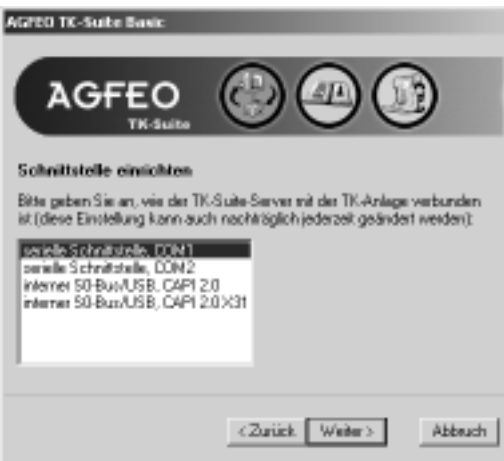 AGFEO TK-Suite Basic
AGFEO
TK-Suite
Schnittstelle einrichten
Bitte geben Sie an, wie der TK-Suite-Server mit der TK-Anlage verbunden
ist (diese Einstellung kann auch nachträglich jederzeit geändert werden):
serielle Schnittstelle, COM1
serielle Schnittstelle, COM2
interner S0-Bus/USB, CAPI 2.0
interner S0-Bus/USB, CAPI 2.0 X31
< Zurück Weiter > Abbruch